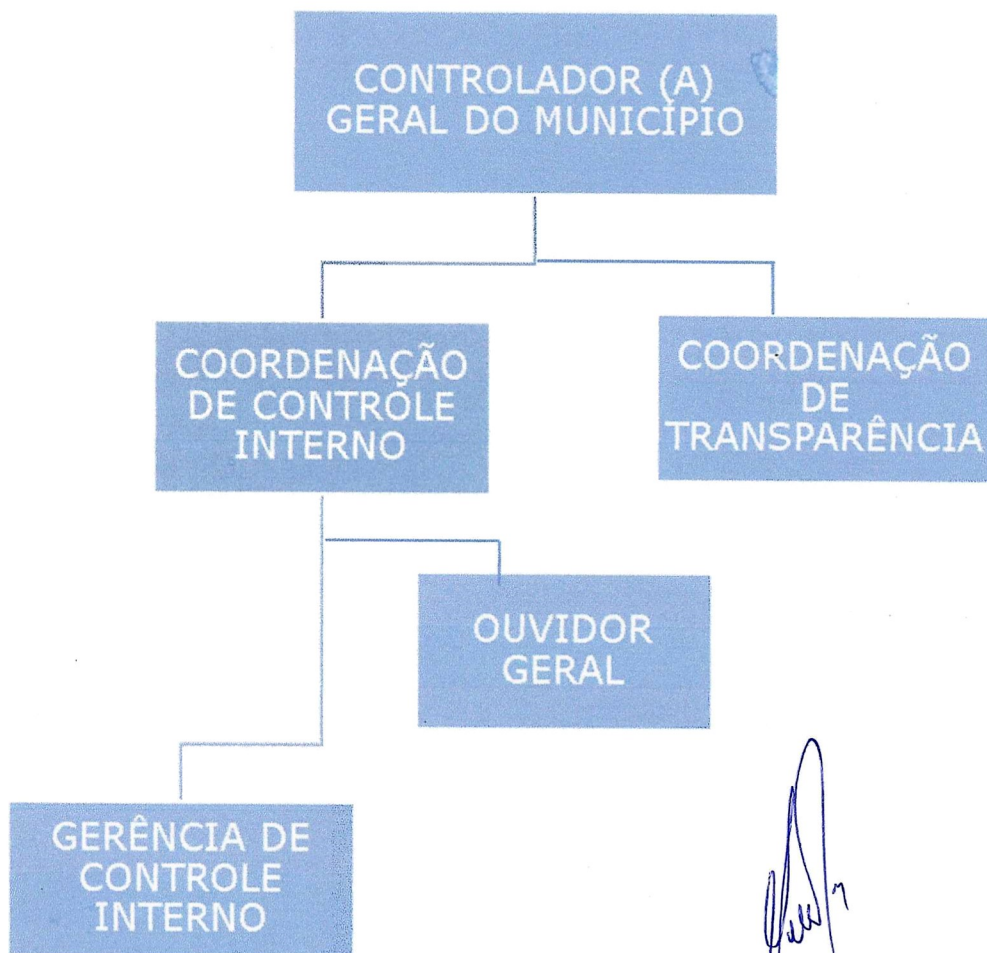 CONTROLADOR (A)
GERAL DO MUNICÍPIO
COORDENAÇÃO
DE CONTROLE
INTERNO
COORDENAÇÃO
DE
TRANSPARÊNCIA
OUVIDOR
GERAL
GERÊNCIA DE
CONTROLE
INTERNO